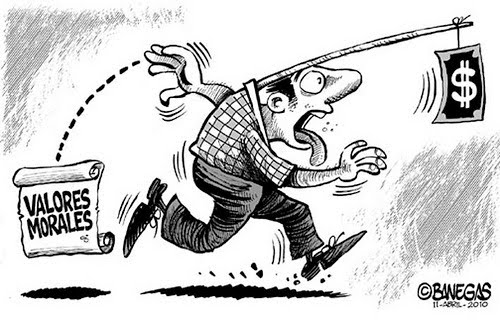 $
VALORES
MORALES
©BANEGAS
11-ABRIL-2010